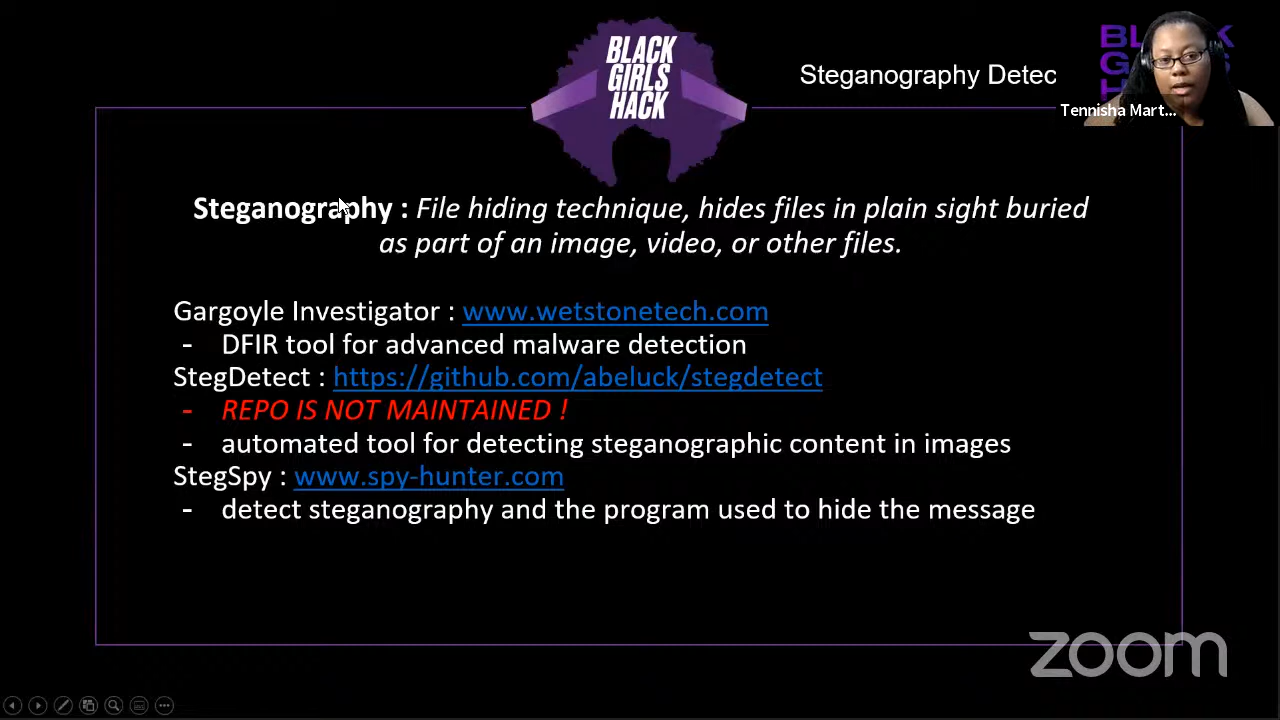 BLACK
GIRLS
HACK
Steganography Detec
Tennisha Mart...
Steganography : File hiding technique, hides files in plain sight buried
as part of an image, video, or other files.
Gargoyle Investigator : www.wetstonetech.com
- DFIR tool for advanced malware detection
StegDetect : https://github.com/abeluck/stegdetect
- REPO IS NOT MAINTAINED !
- automated tool for detecting steganographic content in images
StegSpy : www.spy-hunter.com
- detect steganography and the program used to hide the message
zoom